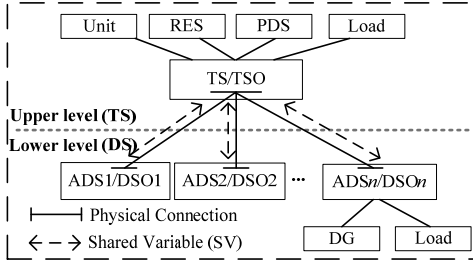 Unit RES PDS Load
TS/TSO
Upper level (TS)
Lower level (DS)
ADS1/DSO1 ADS2/DSO2 ... ADSn/DSOn
Physical Connection
Shared Variable (SV)
DG Load